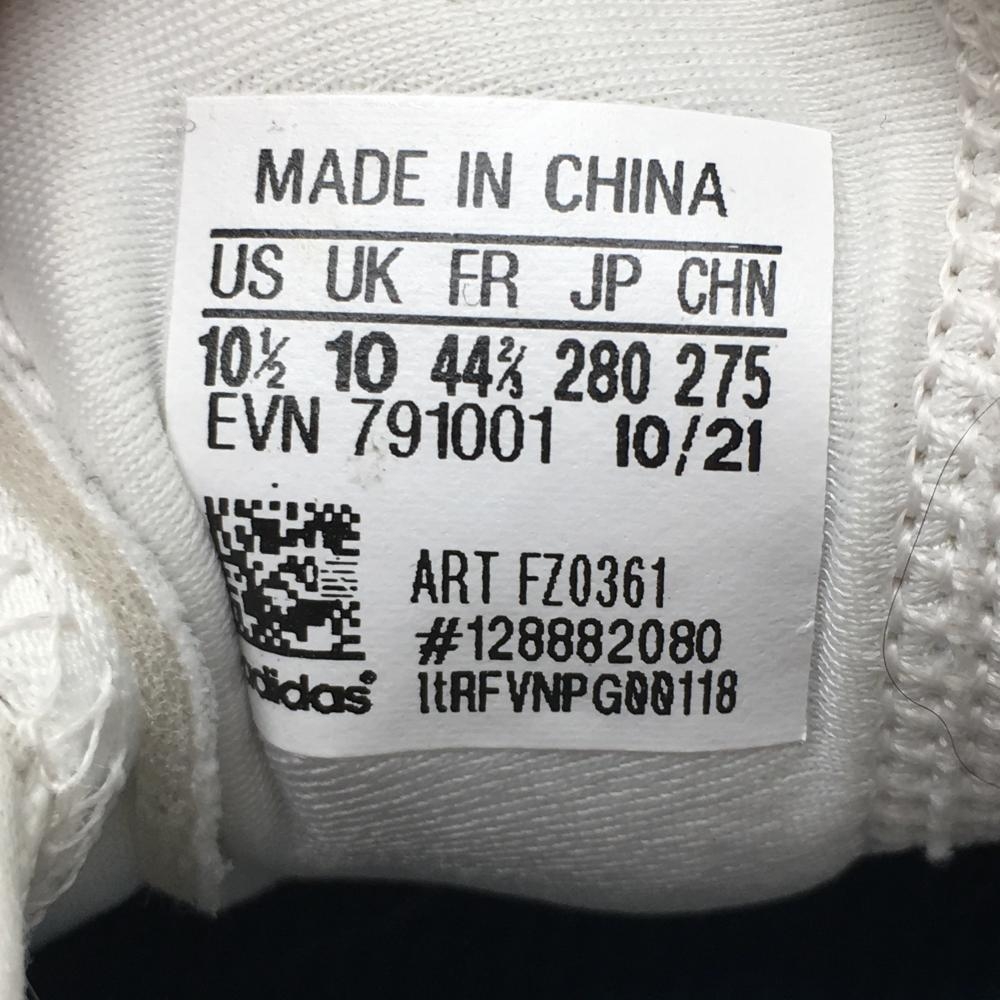 MADE IN CHINA
US UK FR JP CHN
10½ 10 44⅔ 280 275
EVN 791001 10/21
ART FZ0361
#128882080
ltRFVNPG00118
adidas®